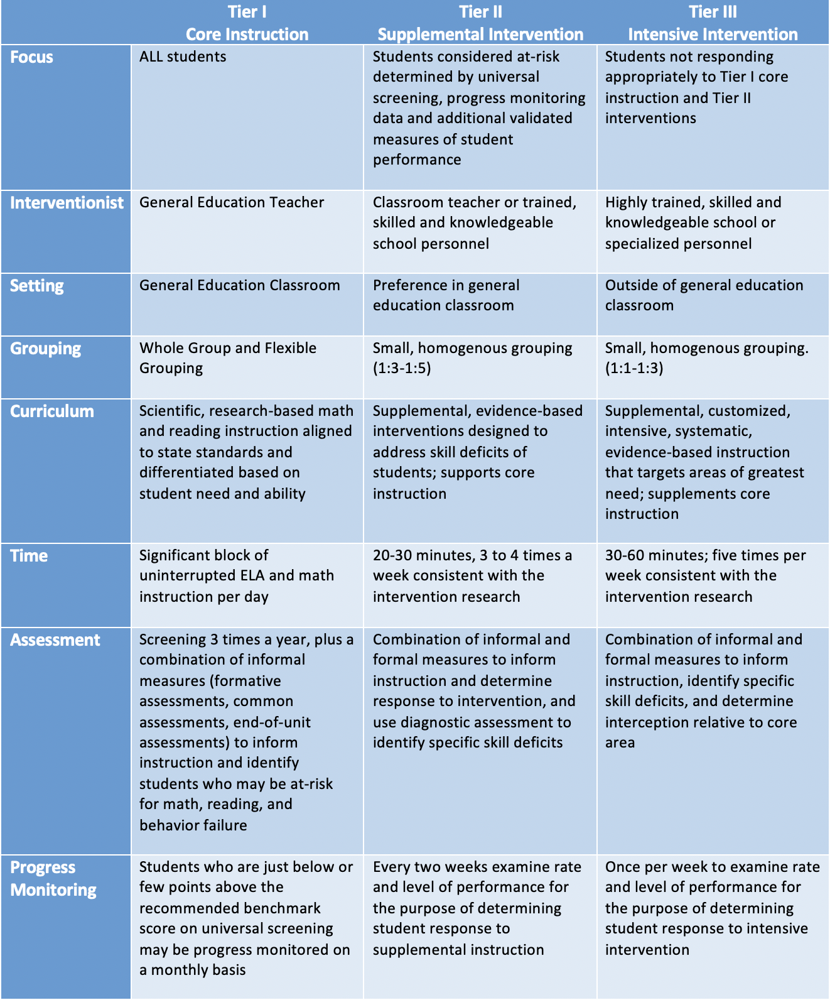 Tier I
Core Instruction
Tier II
Supplemental Intervention
Tier III
Intensive Intervention
Focus
ALL students
Students considered at-risk
determined by universal
screening, progress monitoring
data and additional validated
measures of student
performance
Students not responding
appropriately to Tier I core
instruction and Tier II
interventions
Interventionist
General Education Teacher
Classroom teacher or trained,
skilled and knowledgeable
school personnel
Highly trained, skilled and
knowledgeable school or
specialized personnel
Setting
General Education Classroom
Preference in general
education classroom
Outside of general education
classroom
Grouping
Whole Group and Flexible
Grouping
Small, homogenous grouping
(1:3-1:5)
Small, homogenous grouping.
(1:1-1:3)
Curriculum
Scientific, research-based math
and reading instruction aligned
to state standards and
differentiated based on
student need and ability
Supplemental, evidence-based
interventions designed to
address skill deficits of
students; supports core
instruction
Supplemental, customized,
intensive, systematic,
evidence-based instruction
that targets areas of greatest
need; supplements core
instruction
Time
Significant block of
uninterrupted ELA and math
instruction per day
20-30 minutes, 3 to 4 times a
week consistent with the
intervention research
30-60 minutes; five times per
week consistent with the
intervention research
Assessment
Screening 3 times a year, plus a
combination of informal
measures (formative
assessments, common
assessments, end-of-unit
assessments) to inform
instruction and identify
students who may be at-risk
for math, reading, and
behavior failure
Combination of informal and
formal measures to inform
instruction and determine
response to intervention, and
use diagnostic assessment to
identify specific skill deficits
Combination of informal and
formal measures to inform
instruction, identify specific
skill deficits, and determine
interception relative to core
area
Progress
Monitoring
Students who are just below or
few points above the
recommended benchmark
score on universal screening
may be progress monitored on
a monthly basis
Every two weeks examine rate
and level of performance for
the purpose of determining
student response to
supplemental instruction
Once per week to examine rate
and level of performance for
the purpose of determining
student response to intensive
intervention